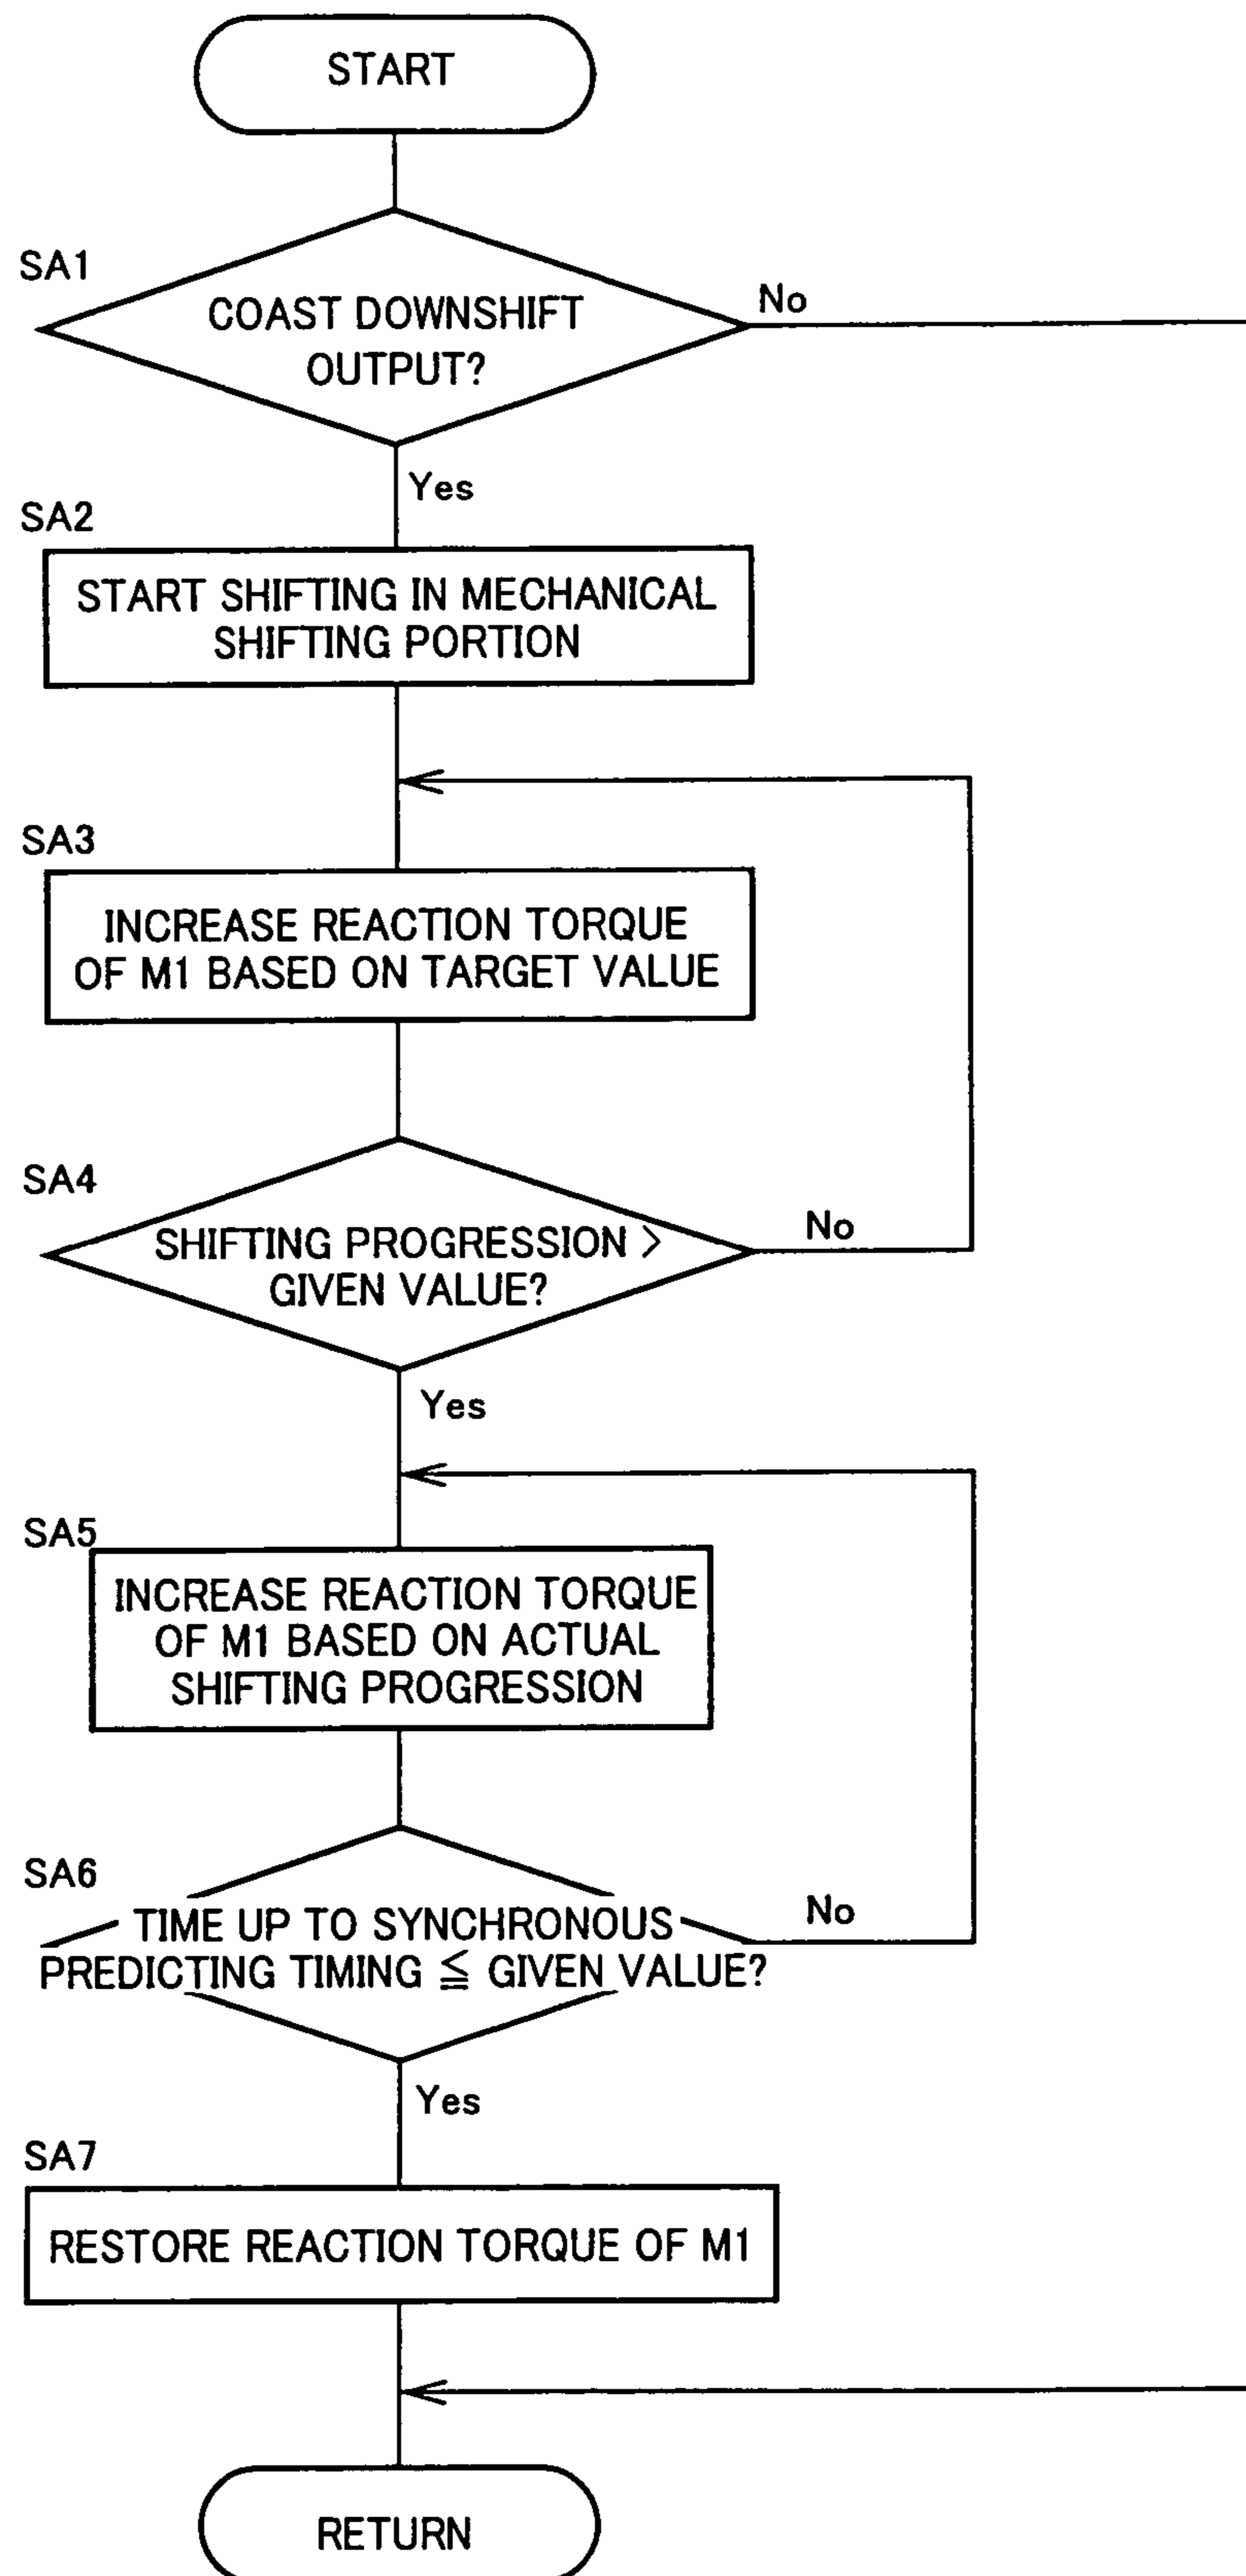 START
SA1
COAST DOWNSHIFT
OUTPUT?
No
Yes
SA2
START SHIFTING IN MECHANICAL
SHIFTING PORTION
SA3
INCREASE REACTION TORQUE
OF M1 BASED ON TARGET VALUE
SA4
SHIFTING PROGRESSION >
GIVEN VALUE?
No
Yes
SA5
INCREASE REACTION TORQUE
OF M1 BASED ON ACTUAL
SHIFTING PROGRESSION
SA6
TIME UP TO SYNCHRONOUS
PREDICTING TIMING ≦ GIVEN VALUE?
No
Yes
SA7
RESTORE REACTION TORQUE OF M1
RETURN